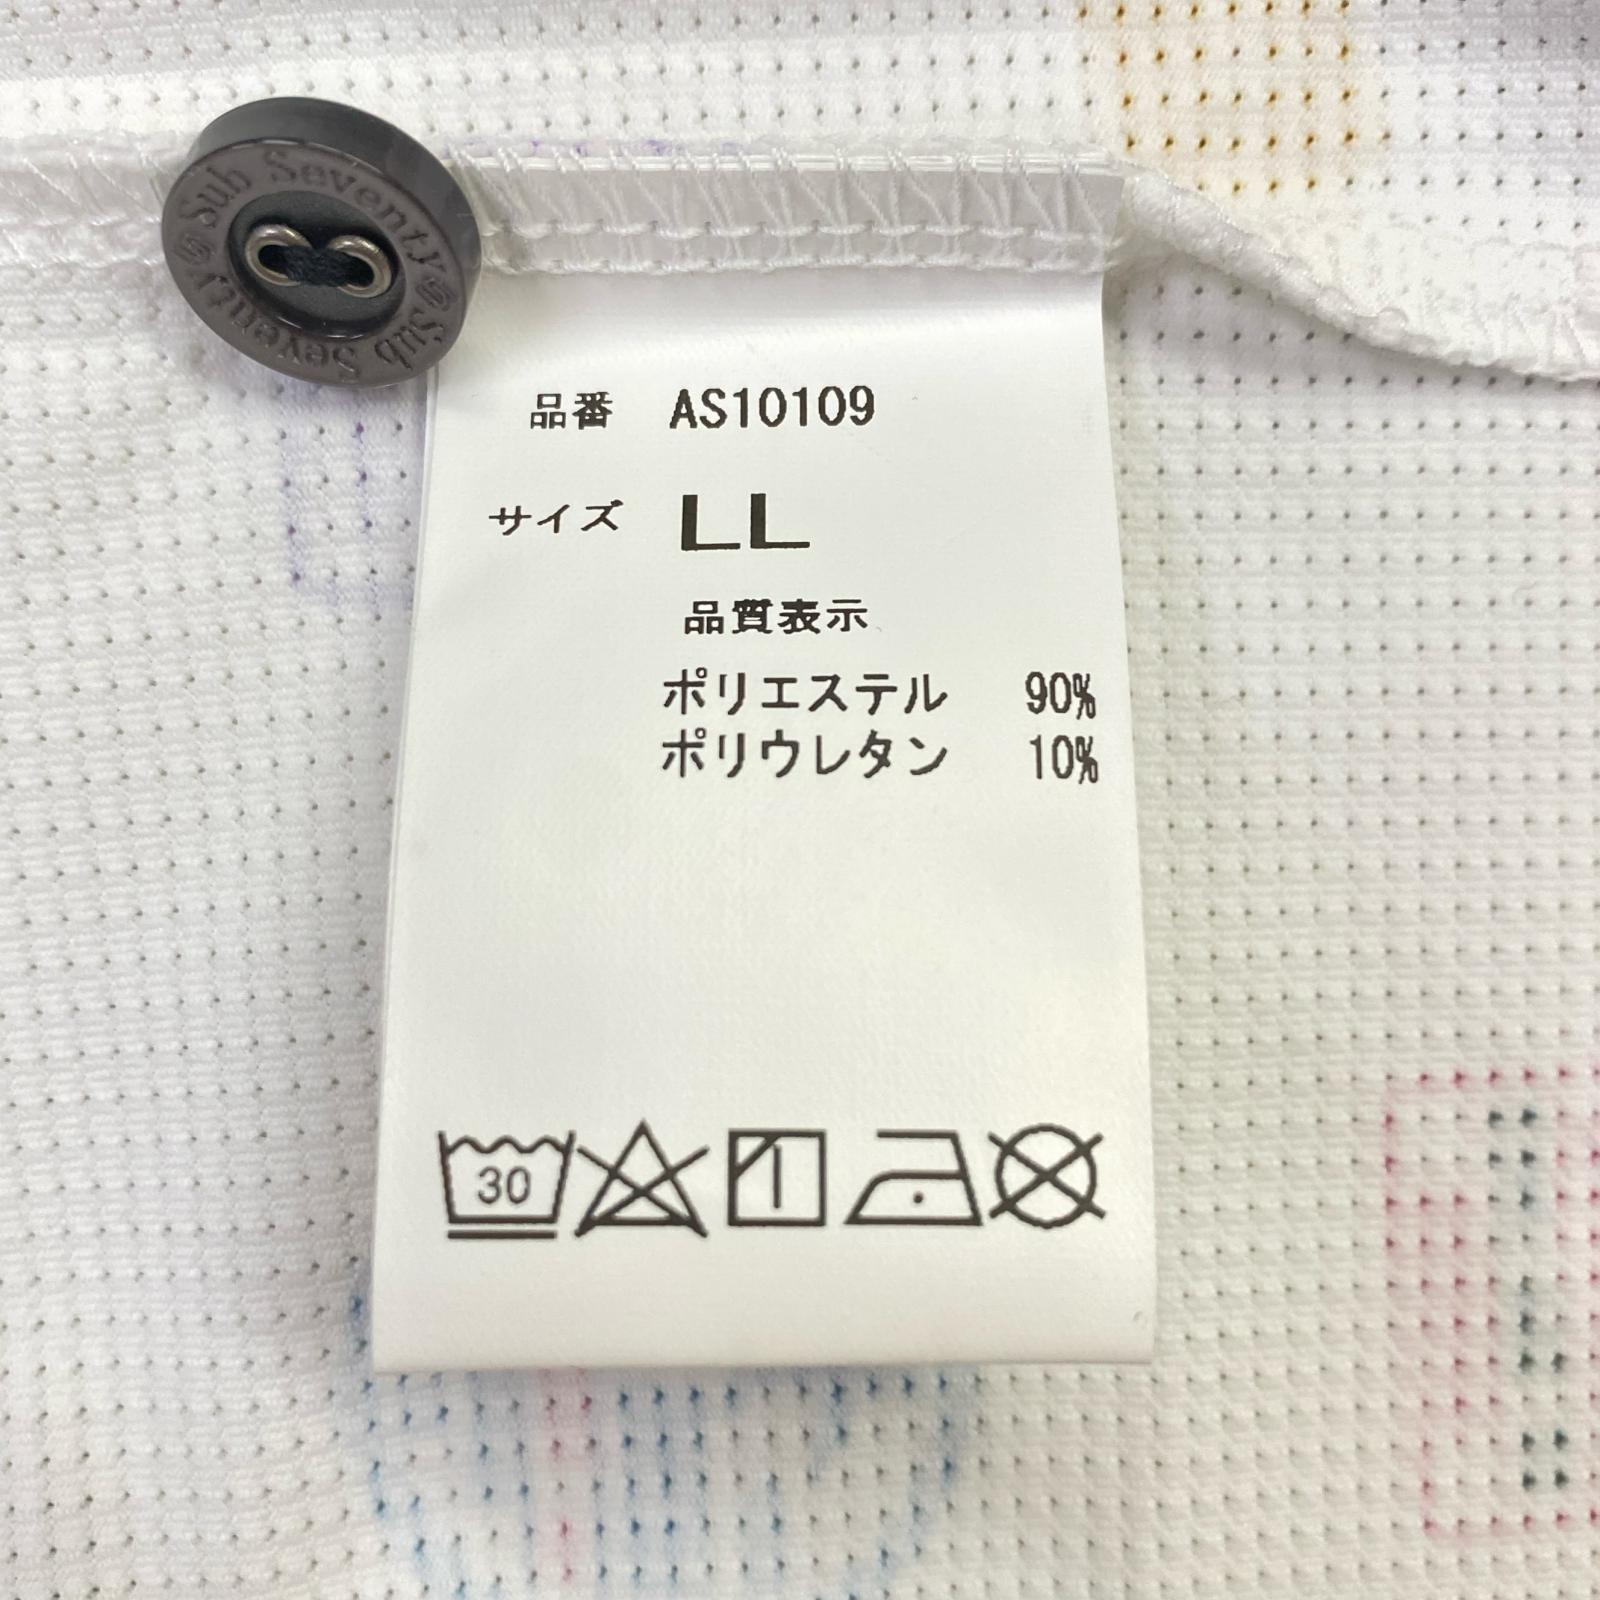 Sub Seventy Sub Seventy
品番 AS10109
サイズ LL
品質表示
ポリエステル 90%
ポリウレタン 10%
30